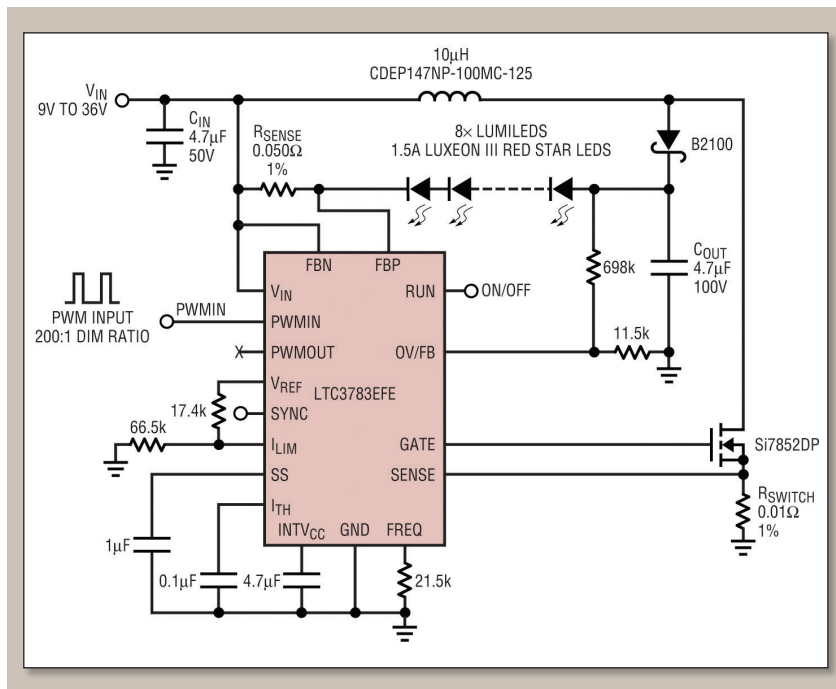 10µH
CDEP147NP-100MC-125
V_IN
9V TO 36V
C_IN
4.7µF
50V
R_SENSE
0.050Ω
1%
8× LUMILEDS
1.5A LUXEON III RED STAR LEDS
B2100
FBN
FBP
698k
C_OUT
4.7µF
100V
PWM INPUT
200:1 DIM RATIO
PWMIN
V_IN
RUN
ON/OFF
PWMIN
PWMOUT
OV/FB
11.5k
V_REF
LTC3783EFE
17.4k
SYNC
66.5k
I_LIM
GATE
Si7852DP
SS
SENSE
I_TH
R_SWITCH
0.01Ω
1%
INTV_CC
GND
FREQ
1µF
0.1µF
4.7µF
21.5k